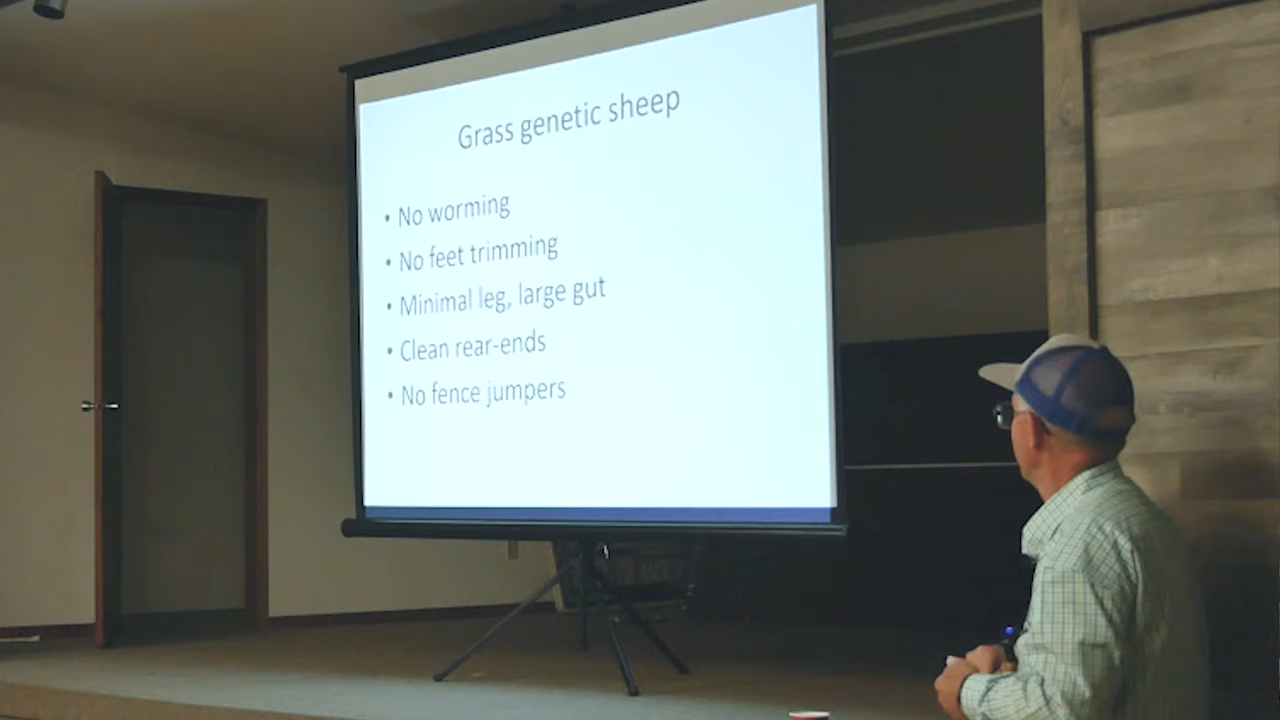 Grass genetic sheep
• No worming
• No feet trimming
• Minimal leg, large gut
• Clean rear-ends
• No fence jumpers